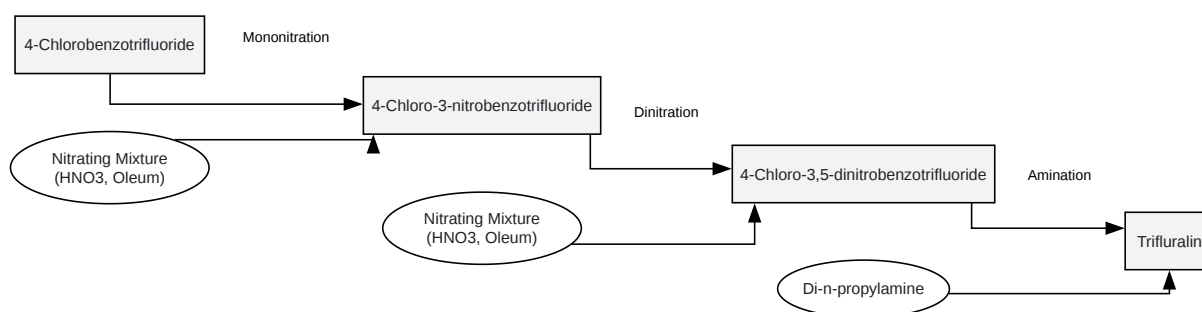 4-Chlorobenzotrifluoride
Mononitration
4-Chloro-3-nitrobenzotrifluoride
Dinitration
Nitrating Mixture
(HNO3, Oleum)
4-Chloro-3,5-dinitrobenzotrifluoride
Amination
Nitrating Mixture
(HNO3, Oleum)
Trifluralin
Di-n-propylamine